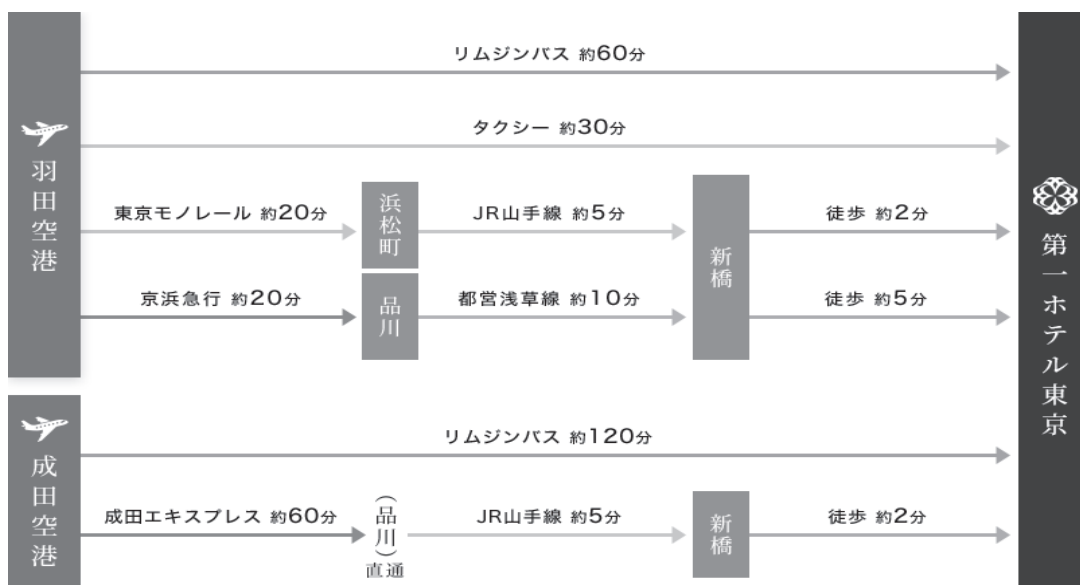 羽田空港
リムジンバス 約60分
タクシー 約30分
東京モノレール 約20分
浜松町
JR山手線 約5分
新橋
徒歩 約2分
京浜急行 約20分
品川
都営浅草線 約10分
徒歩 約5分
成田空港
リムジンバス 約120分
成田エキスプレス 約60分
(品川)
直通
JR山手線 約5分
新橋
徒歩 約2分
第一ホテル東京